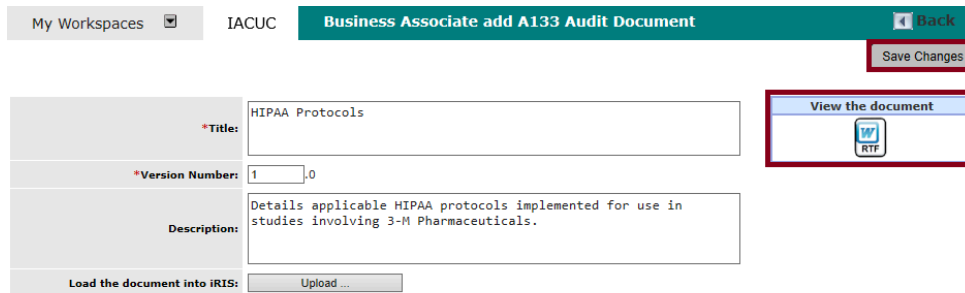 My Workspaces IACUC Business Associate add A133 Audit Document Back
Save Changes
*Title: HIPAA Protocols
View the document
W
RTF
*Version Number: 1 .0
Description: Details applicable HIPAA protocols implemented for use in
studies involving 3-M Pharmaceuticals.
Load the document into iRIS: Upload ...